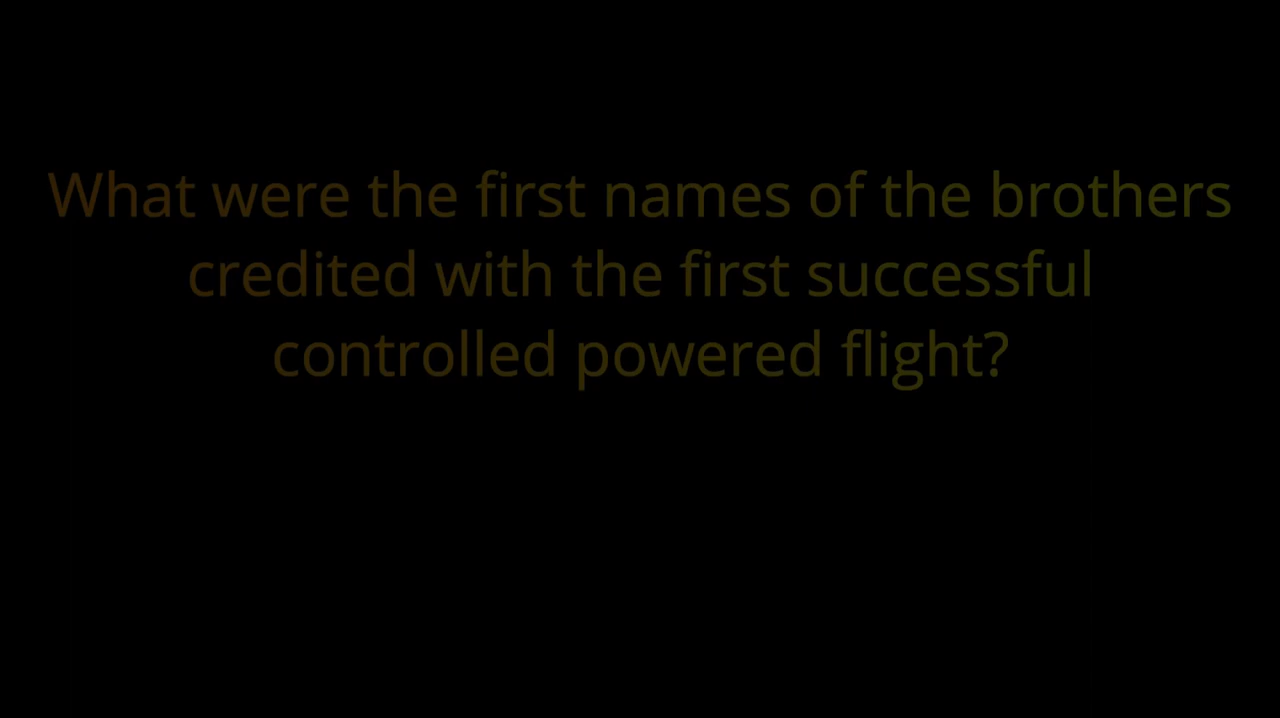 What were the first names of the brothers
credited with the first successful
controlled powered flight?